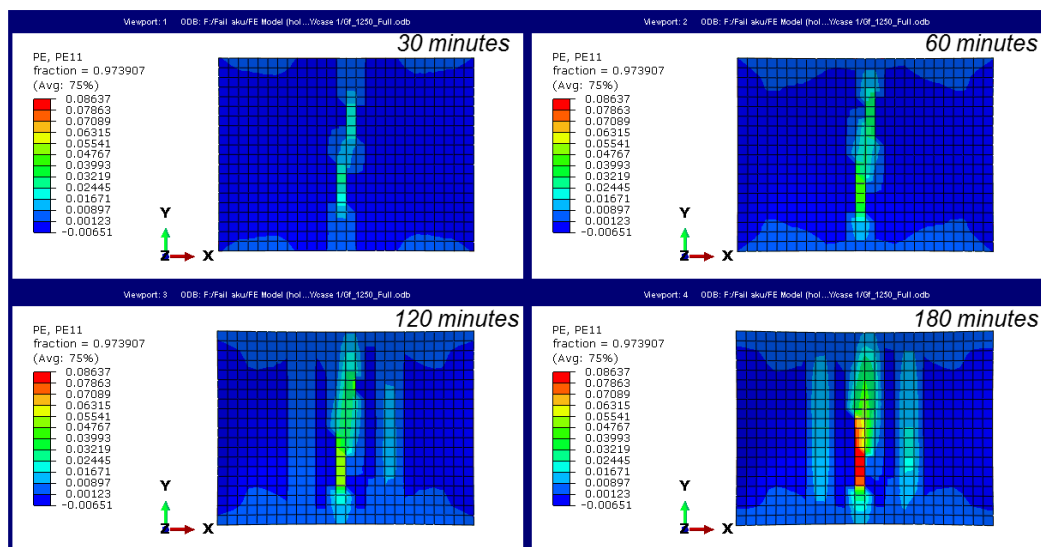 Viewport: 1 ODB: F:/Fail aku/FE Model (hol...Y/case 1/Gf_1250_Full.odb
30 minutes
PE, PE11
fraction = 0.973907
(Avg: 75%)
0.08637
0.07863
0.07089
0.06315
0.05541
0.04767
0.03993
0.03219
0.02445
0.01671
0.00897
0.00123
-0.00651
Y
Z
X
Viewport: 2 ODB: F:/Fail aku/FE Model (hol...Y/case 1/Gf_1250_Full.odb
60 minutes
PE, PE11
fraction = 0.973907
(Avg: 75%)
0.08637
0.07863
0.07089
0.06315
0.05541
0.04767
0.03993
0.03219
0.02445
0.01671
0.00897
0.00123
-0.00651
Y
Z
X
Viewport: 3 ODB: F:/Fail aku/FE Model (hol...Y/case 1/Gf_1250_Full.odb
120 minutes
PE, PE11
fraction = 0.973907
(Avg: 75%)
0.08637
0.07863
0.07089
0.06315
0.05541
0.04767
0.03993
0.03219
0.02445
0.01671
0.00897
0.00123
-0.00651
Y
Z
X
Viewport: 4 ODB: F:/Fail aku/FE Model (hol...Y/case 1/Gf_1250_Full.odb
180 minutes
PE, PE11
fraction = 0.973907
(Avg: 75%)
0.08637
0.07863
0.07089
0.06315
0.05541
0.04767
0.03993
0.03219
0.02445
0.01671
0.00897
0.00123
-0.00651
Y
Z
X